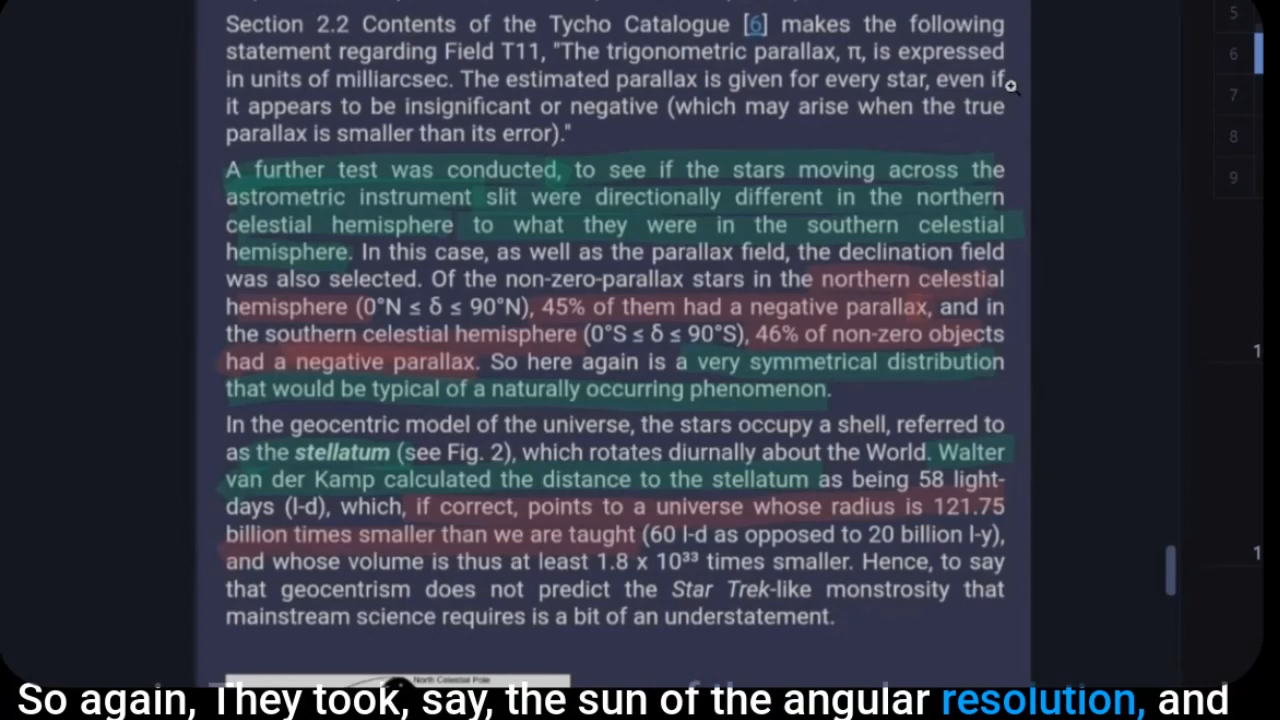 Section 2.2 Contents of the Tycho Catalogue [6] makes the following
statement regarding Field T11, "The trigonometric parallax, π, is expressed
in units of milliarcsec. The estimated parallax is given for every star, even if
it appears to be insignificant or negative (which may arise when the true
parallax is smaller than its error)."
A further test was conducted, to see if the stars moving across the
astrometric instrument slit were directionally different in the northern
celestial hemisphere to what they were in the southern celestial
hemisphere. In this case, as well as the parallax field, the declination field
was also selected. Of the non-zero-parallax stars in the northern celestial
hemisphere (0°N ≤ δ ≤ 90°N), 45% of them had a negative parallax, and in
the southern celestial hemisphere (0°S ≤ δ ≤ 90°S), 46% of non-zero objects
had a negative parallax. So here again is a very symmetrical distribution
that would be typical of a naturally occurring phenomenon.
In the geocentric model of the universe, the stars occupy a shell, referred to
as the stellatum (see Fig. 2), which rotates diurnally about the World. Walter
van der Kamp calculated the distance to the stellatum as being 58 light-
days (l-d), which, if correct, points to a universe whose radius is 121.75
billion times smaller than we are taught (60 l-d as opposed to 20 billion l-y),
and whose volume is thus at least 1.8 x 10³³ times smaller. Hence, to say
that geocentrism does not predict the Star Trek-like monstrosity that
mainstream science requires is a bit of an understatement.
North Celestial Pole
5
6
7
8
9
1
1
So again, They took, say, the sun of the angular resolution, and